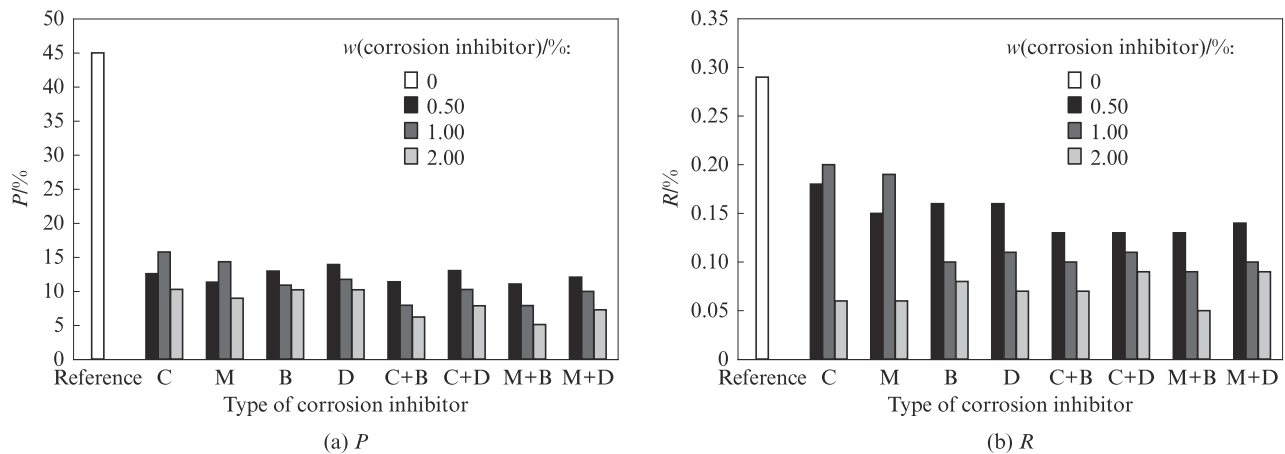 50
45
40
35
30
25
20
15
10
5
0
P/%
w(corrosion inhibitor)/%:
0
0.50
1.00
2.00
Reference C M B D C+B C+D M+B M+D
Type of corrosion inhibitor
(a) P
0.35
0.30
0.25
0.20
0.15
0.10
0.05
0
R/%
w(corrosion inhibitor)/%:
0
0.50
1.00
2.00
Reference C M B D C+B C+D M+B M+D
Type of corrosion inhibitor
(b) R